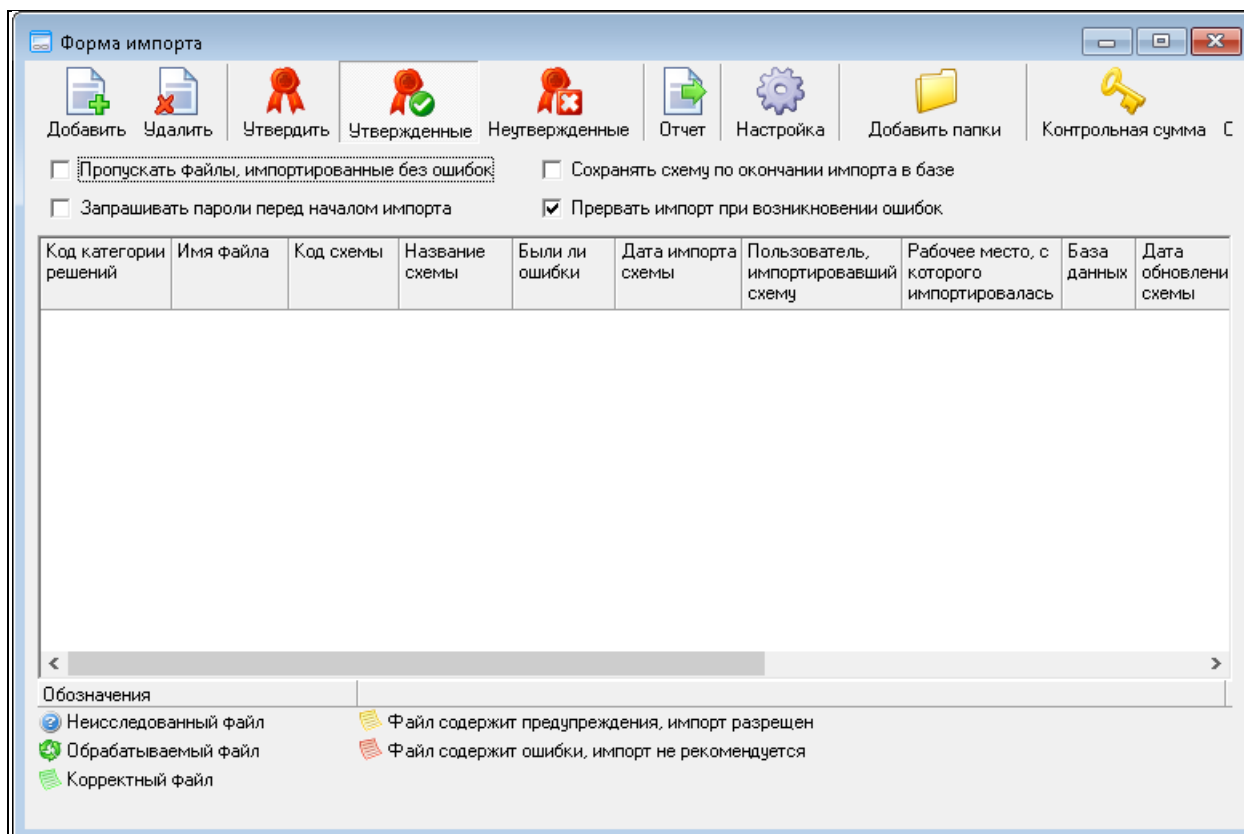 Форма импорта
Добавить Удалить Утвердить Утвержденные Неутвержденные Отчет Настройка Добавить папки Контрольная сумма С
Пропускать файлы, импортированные без ошибок Сохранять схему по окончании импорта в базе
Запрашивать пароли перед началом импорта Прервать импорт при возникновении ошибок
Код категории решений Имя файла Код схемы Название схемы Были ли ошибки Дата импорта схемы Пользователь, импортировавший схему Рабочее место, с которого импортировалась База данных Дата обновлени схемы
Обозначения
Неисследованный файл Файл содержит предупреждения, импорт разрешен
Обрабатываемый файл Файл содержит ошибки, импорт не рекомендуется
Корректный файл